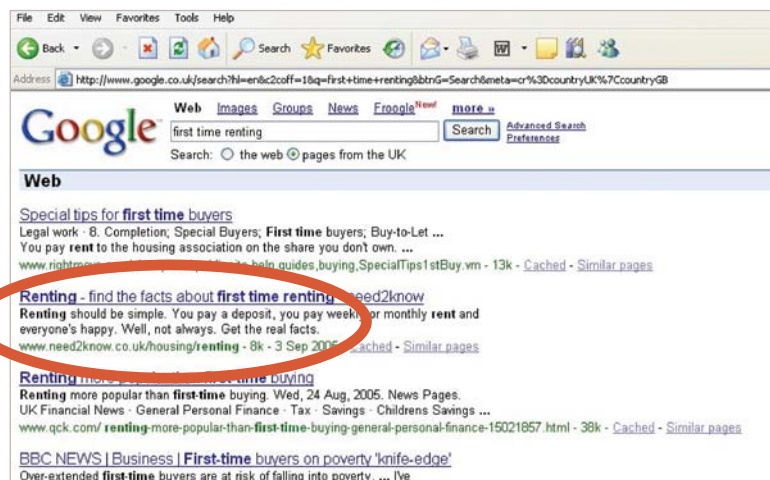 File Edit View Favorites Tools Help
Back Search Favorites
Address http://www.google.co.uk/search?hl=en&c2coff=1&q=first+time+renting&btnG=Search&meta=cr%3DcountryUK%7CcountryGB
Web Images Groups News Froogle New! more »
Google first time renting Search Advanced Search
Preferences
Search: the web pages from the UK
Web
Special tips for first time buyers
Legal work · 8. Completion; Special Buyers; First time buyers; Buy-to-Let ...
You pay rent to the housing association on the share you don't own. ...
guides,buying,SpecialTips1stBuy.vm - 13k - Cached - Similar pages
Renting - find the facts about first time renting need2know
Renting should be simple. You pay a deposit, you pay weekly or monthly rent and
everyone's happy. Well, not always. Get the real facts.
www.need2know.co.uk/housing/renting - 8k - 3 Sep 2005 - Cached - Similar pages
Renting more popular than first-time buying
Renting more popular than first-time buying. Wed, 24 Aug, 2005. News Pages.
UK Financial News · General Personal Finance · Tax · Savings · Childrens Savings ...
www.qck.com/ renting-more-popular-than-first-time-buying-general-personal-finance-15021857.html - 38k - Cached - Similar pages
BBC NEWS | Business | First-time buyers on poverty 'knife-edge'
Over-extended first-time buyers are at risk of falling into poverty. ... I've